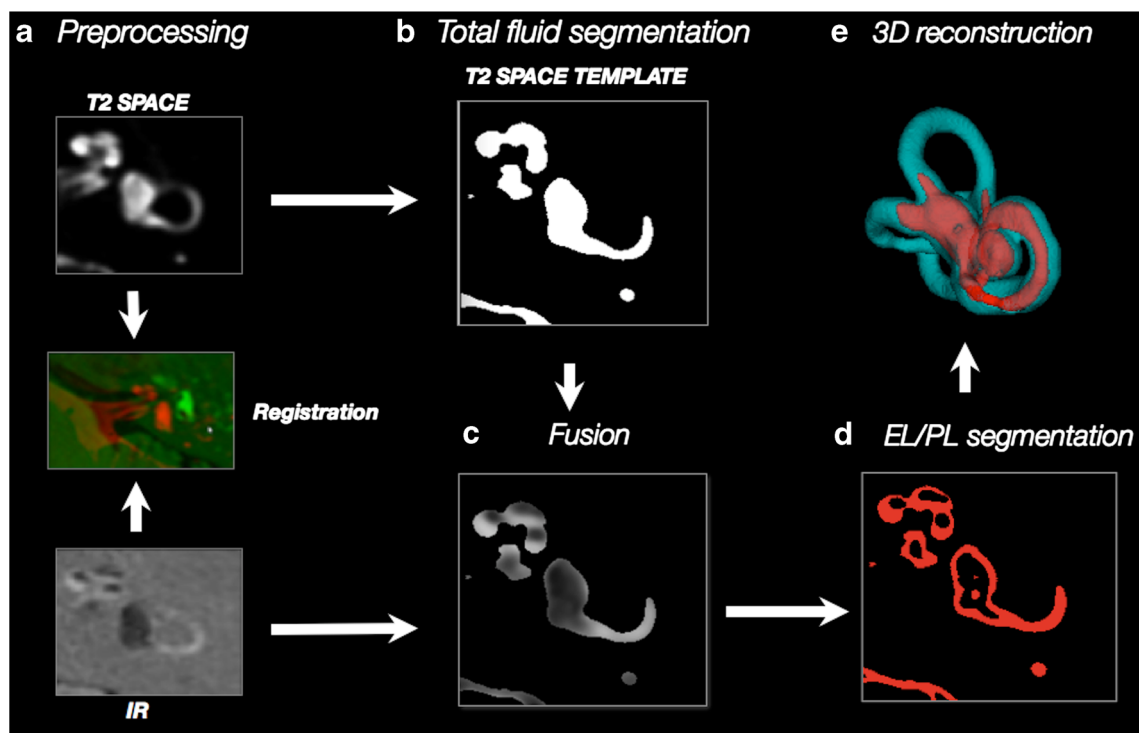 a Preprocessing
T2 SPACE
Registration
IR
b Total fluid segmentation
T2 SPACE TEMPLATE
c Fusion
d EL/PL segmentation
e 3D reconstruction